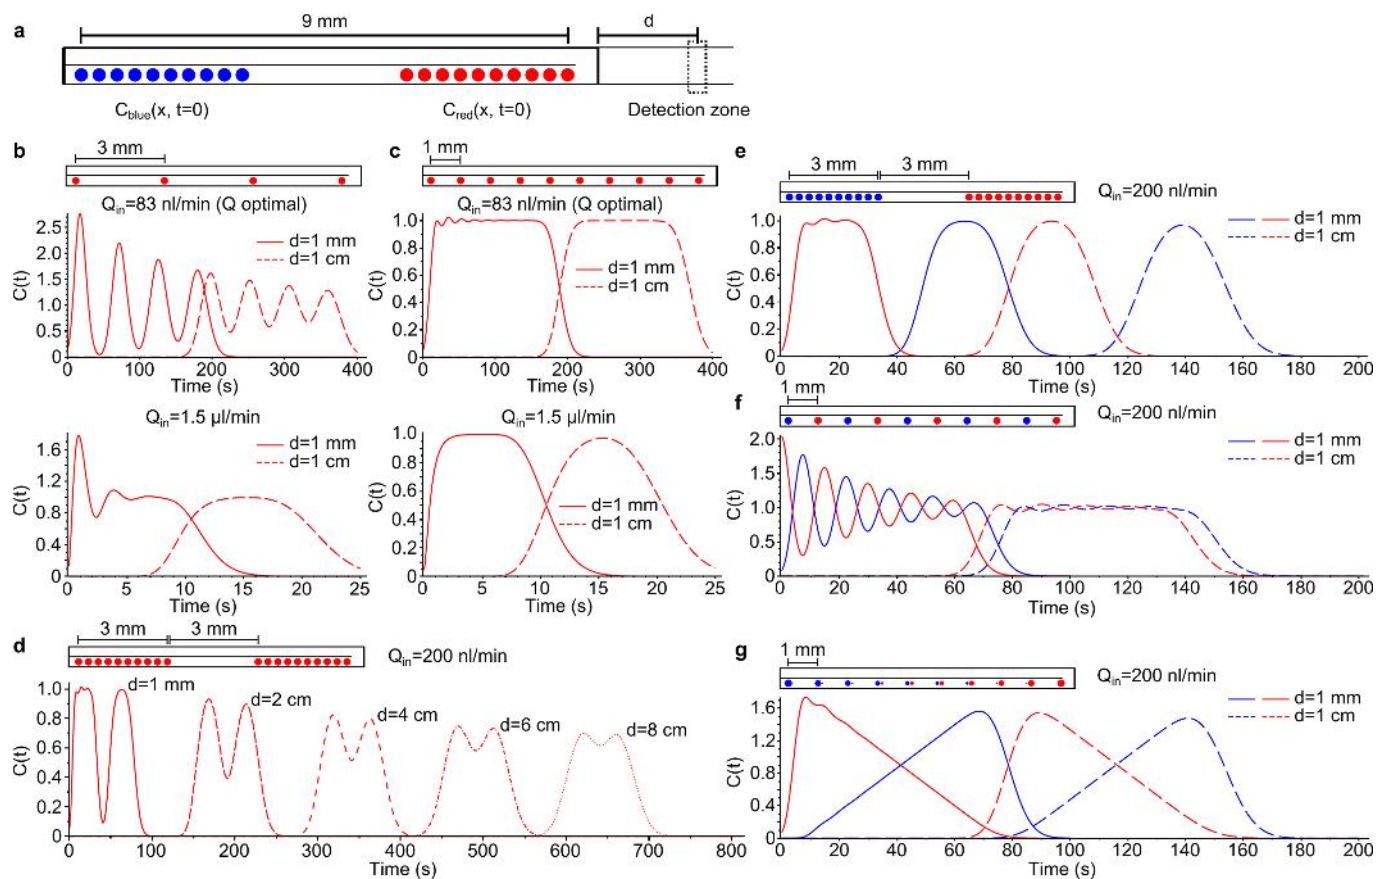 a
9 mm
d
C_blue(x, t=0)
C_red(x, t=0)
Detection zone
b
3 mm
Q_in=83 nl/min (Q optimal)
C(t)
2.5
2.0
1.5
1.0
0.5
0
d=1 mm
d=1 cm
0 100 200 300 400
Time (s)
Q_in=1.5 µl/min
C(t)
1.6
1.2
0.8
0.4
0
d=1 mm
d=1 cm
0 5 10 15 20 25
Time (s)
c
1 mm
Q_in=83 nl/min (Q optimal)
C(t)
1.0
0.8
0.6
0.4
0.2
0
d=1 mm
d=1 cm
0 100 200 300 400
Time (s)
Q_in=1.5 µl/min
C(t)
1.0
0.8
0.6
0.4
0.2
0
d=1 mm
d=1 cm
0 5 10 15 20 25
Time (s)
d
3 mm 3 mm
Q_in=200 nl/min
C(t)
1.0
0.8
0.6
0.4
0.2
0
d=1 mm
d=2 cm
d=4 cm
d=6 cm
d=8 cm
0 100 200 300 400 500 600 700 800
Time (s)
e
3 mm 3 mm
Q_in=200 nl/min
C(t)
1.0
0.8
0.6
0.4
0.2
0
d=1 mm
d=1 cm
0 20 40 60 80 100 120 140 160 180 200
Time (s)
f
1 mm
Q_in=200 nl/min
C(t)
2.0
1.5
1.0
0.5
0
d=1 mm
d=1 cm
0 20 40 60 80 100 120 140 160 180 200
Time (s)
g
1 mm
Q_in=200 nl/min
C(t)
1.6
1.2
1.6
0.4
0
d=1 mm
d=1 cm
0 20 40 60 80 100 120 140 160 180 200
Time (s)